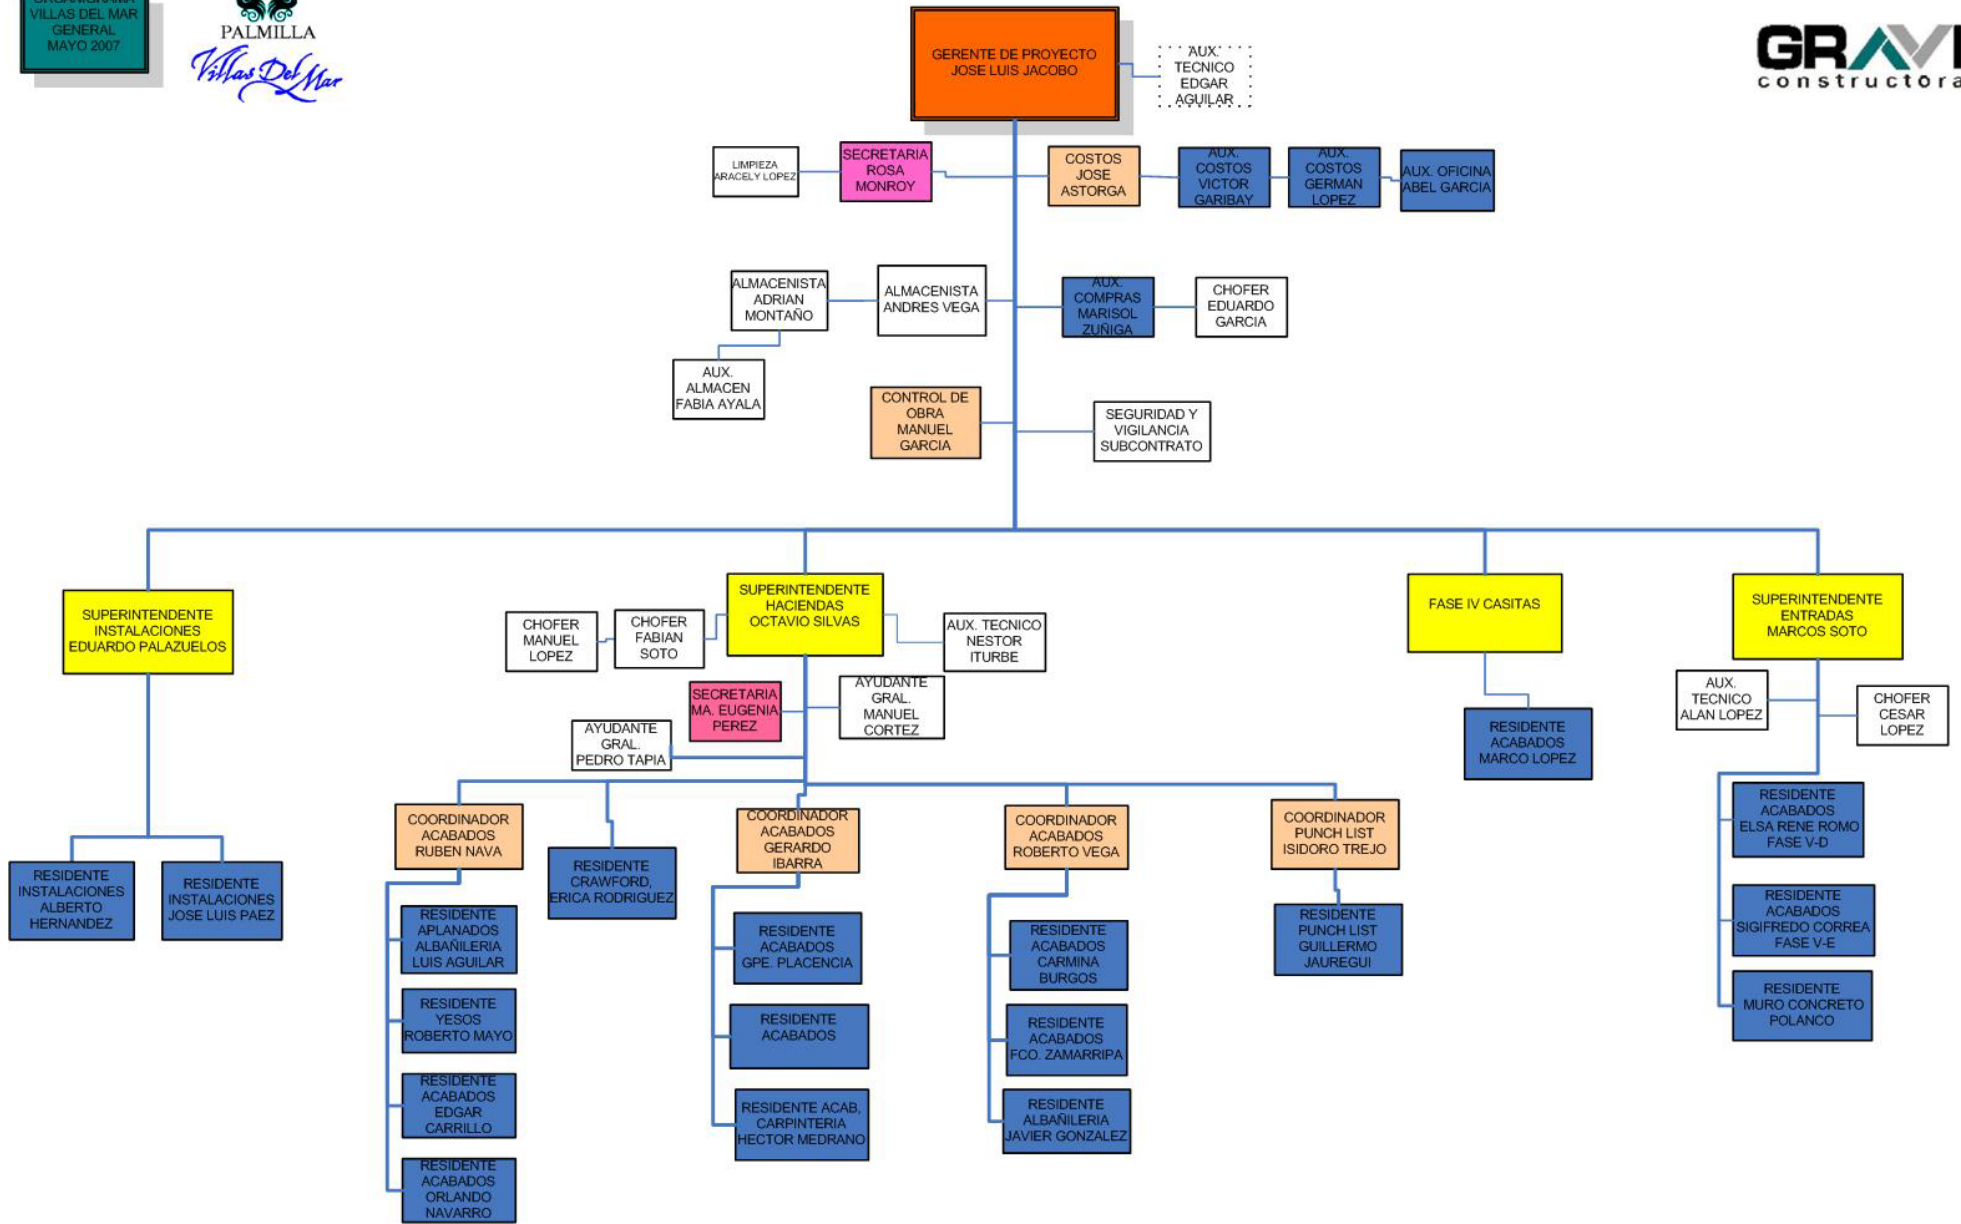 ORGANIGRAMA
VILLAS DEL MAR
GENERAL
MAYO 2007
PALMILLA
Villas Del Mar
GERENTE DE PROYECTO
JOSE LUIS JACOBO
AUX.
TECNICO
EDGAR
AGUILAR
GRAVI
constructora
LIMPIEZA
ARACELY LOPEZ
SECRETARIA
ROSA
MONROY
COSTOS
JOSE
ASTORGA
AUX.
COSTOS
VICTOR
GARIBAY
AUX.
COSTOS
GERMAN
LOPEZ
AUX. OFICINA
ABEL GARCIA
ALMACENISTA
ADRIAN
MONTAÑO
ALMACENISTA
ANDRES VEGA
AUX.
COMPRAS
MARISOL
ZUÑIGA
CHOFER
EDUARDO
GARCIA
AUX.
ALMACEN
FABIA AYALA
CONTROL DE
OBRA
MANUEL
GARCIA
SEGURIDAD Y
VIGILANCIA
SUBCONTRATO
SUPERINTENDENTE
INSTALACIONES
EDUARDO PALAZUELOS
CHOFER
MANUEL
LOPEZ
CHOFER
FABIAN
SOTO
SUPERINTENDENTE
HACIENDAS
OCTAVIO SILVAS
AUX. TECNICO
NESTOR
ITURBE
FASE IV CASITAS
SUPERINTENDENTE
ENTRADAS
MARCOS SOTO
SECRETARIA
MA. EUGENIA
PEREZ
AYUDANTE
GRAL.
MANUEL
CORTEZ
AYUDANTE
GRAL.
PEDRO TAPIA
RESIDENTE
ACABADOS
MARCO LOPEZ
AUX.
TECNICO
ALAN LOPEZ
CHOFER
CESAR
LOPEZ
RESIDENTE
INSTALACIONES
ALBERTO
HERNANDEZ
RESIDENTE
INSTALACIONES
JOSE LUIS PAEZ
COORDINADOR
ACABADOS
RUBEN NAVA
RESIDENTE
CRAWFORD,
ERICA RODRIGUEZ
COORDINADOR
ACABADOS
GERARDO
IBARRA
COORDINADOR
ACABADOS
ROBERTO VEGA
COORDINADOR
PUNCH LIST
ISIDORO TREJO
RESIDENTE
ACABADOS
ELSA RENE ROMO
FASE V-D
RESIDENTE
APLANADOS
ALBAÑILERIA
LUIS AGUILAR
RESIDENTE
YESOS
ROBERTO MAYO
RESIDENTE
ACABADOS
EDGAR
CARRILLO
RESIDENTE
ACABADOS
ORLANDO
NAVARRO
RESIDENTE
ACABADOS
GPE. PLACENCIA
RESIDENTE
ACABADOS
RESIDENTE ACAB,
CARPINTERIA
HECTOR MEDRANO
RESIDENTE
ACABADOS
CARMINA
BURGOS
RESIDENTE
ACABADOS
FCO. ZAMARRIPA
RESIDENTE
ALBAÑILERIA
JAVIER GONZALEZ
RESIDENTE
PUNCH LIST
GUILLERMO
JAUREGUI
RESIDENTE
ACABADOS
SIGIFREDO CORREA
FASE V-E
RESIDENTE
MURO CONCRETO
POLANCO